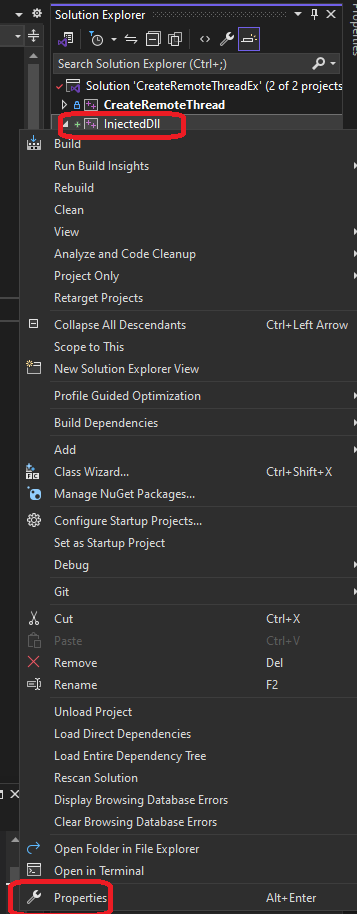 Solution Explorer
Search Solution Explorer (Ctrl+;)
Solution 'CreateRemoteThreadEx' (2 of 2 projects
CreateRemoteThread
InjectedDll
Build
Run Build Insights
Rebuild
Clean
View
Analyze and Code Cleanup
Project Only
Retarget Projects
Collapse All Descendants Ctrl+Left Arrow
Scope to This
New Solution Explorer View
Profile Guided Optimization
Build Dependencies
Add
Class Wizard... Ctrl+Shift+X
Manage NuGet Packages...
Configure Startup Projects...
Set as Startup Project
Debug
Git
Cut Ctrl+X
Paste Ctrl+V
Remove Del
Rename F2
Unload Project
Load Direct Dependencies
Load Entire Dependency Tree
Rescan Solution
Display Browsing Database Errors
Clear Browsing Database Errors
Open Folder in File Explorer
Open in Terminal
Properties Alt+Enter